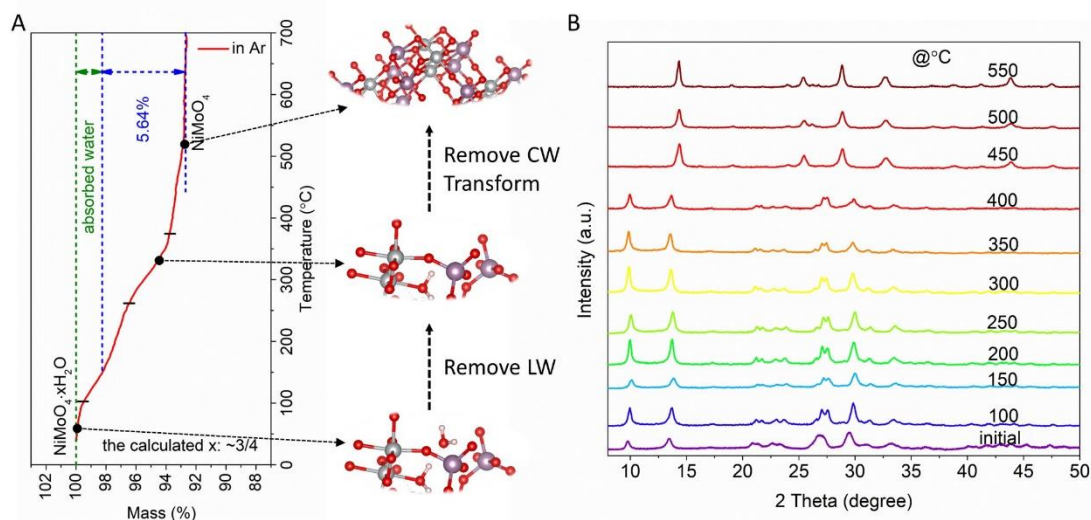 A
in Ar
absorbed water
5.64%
NiMoO₄
NiMoO₄·xH₂O
the calculated x: ~3/4
102 100 98 96 94 92 90 88
Mass (%)
0 100 200 300 400 500 600 700
Temperature (°C)
Remove CW
Transform
Remove LW
B
@°C
550
500
450
400
350
300
250
200
150
100
initial
Intensity (a.u.)
10 15 20 25 30 35 40 45 50
2 Theta (degree)